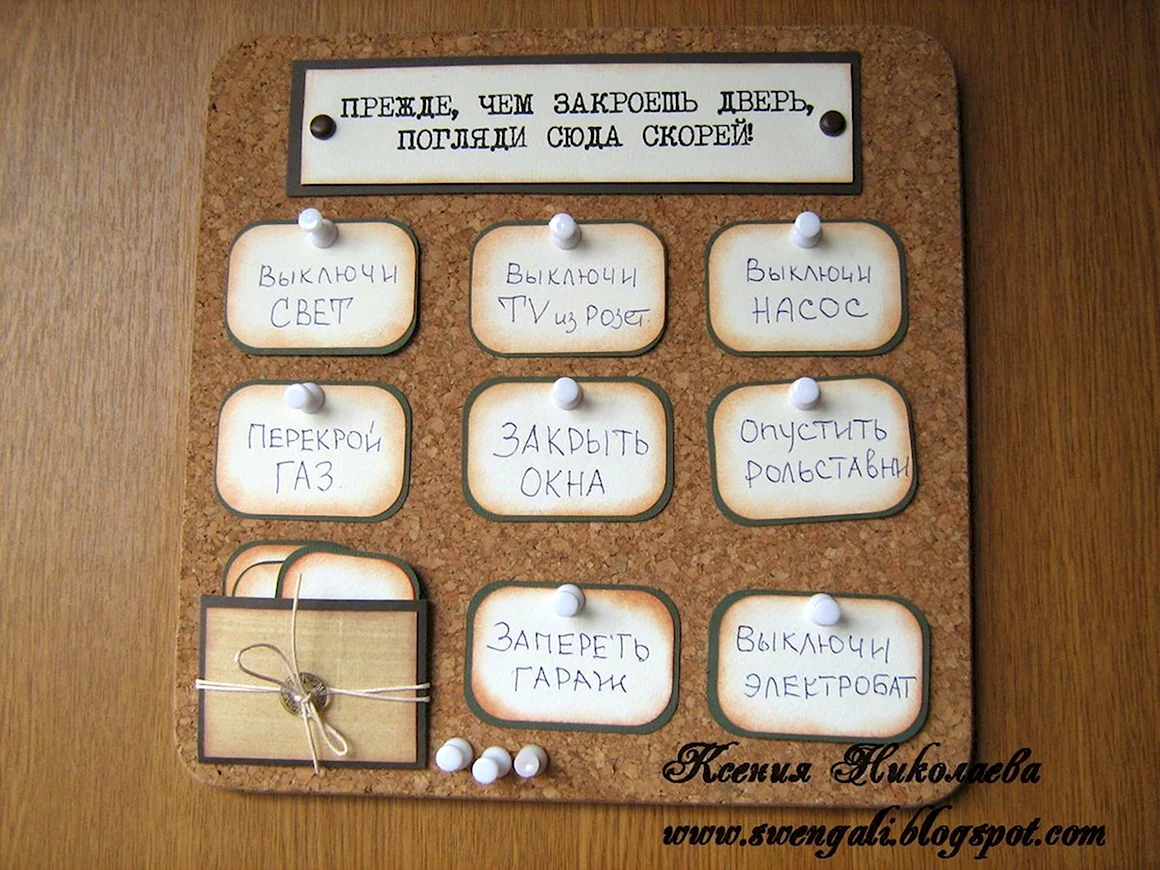 ПРЕЖДЕ, ЧЕМ ЗАКРОЕШЬ ДВЕРЬ,
ПОГЛЯДИ СЮДА СКОРЕЙ!
Выключи
СВЕТ
Выключи
TV из РОЗЕТ.
Выключи
НАСОС
ПЕРЕКРОЙ
ГАЗ.
ЗАКРЫТЬ
ОКНА
Опустить
РОЛЬСТАВНИ
ЗАПЕРЕТЬ
ГАРАЖ
Выключи
ЭЛЕКТРОБАТ
Ксения Николаева
www.swengali.blogspot.com